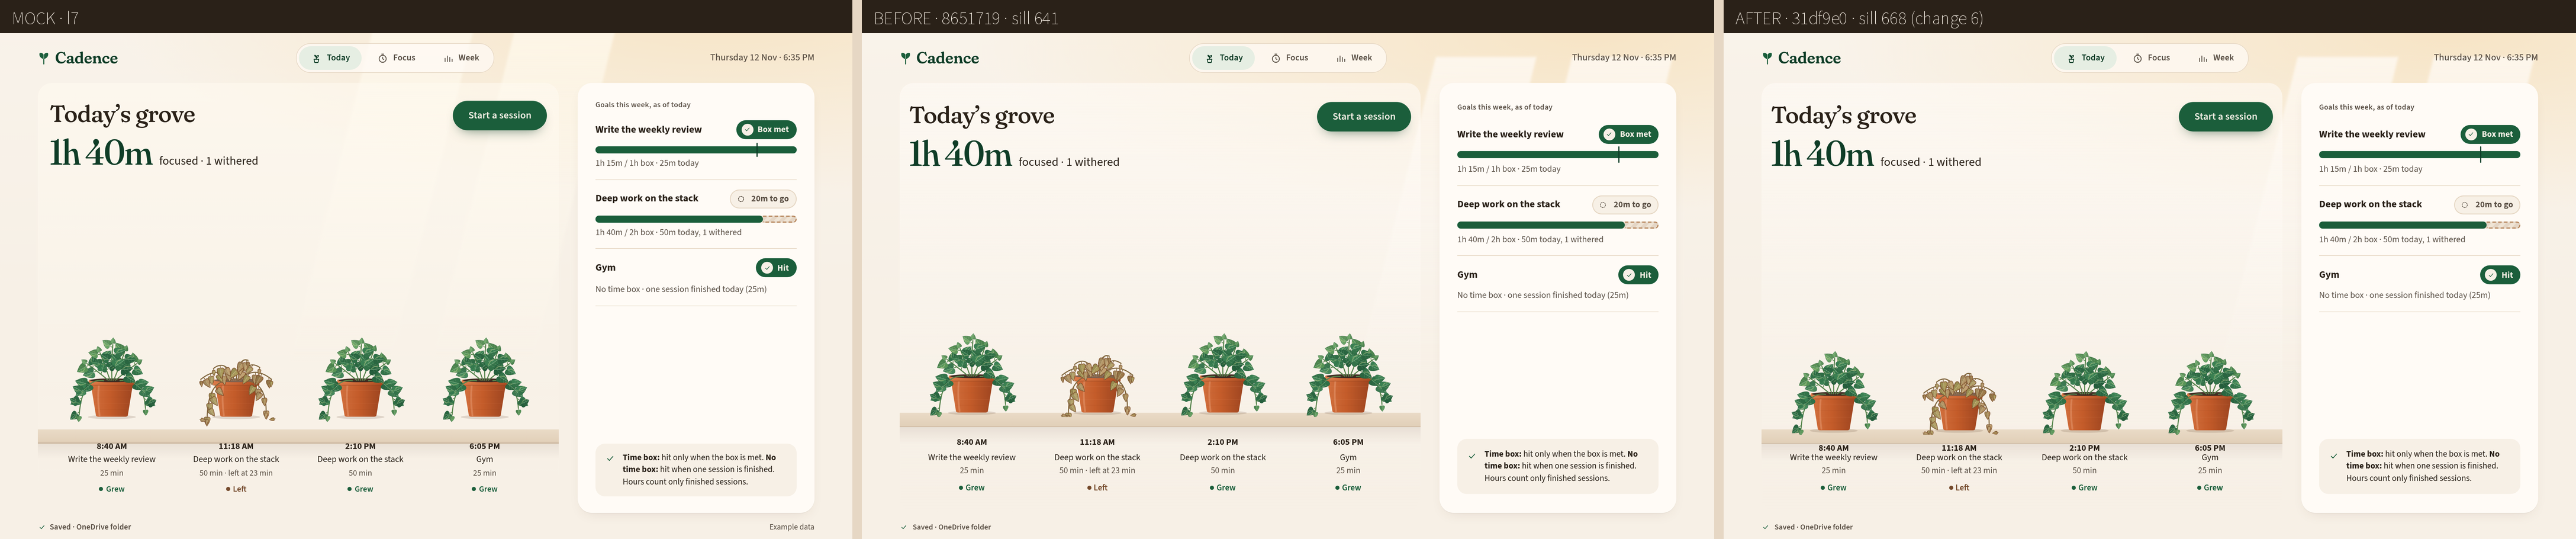 MOCK · l7
Cadence
Today
Focus
Week
Thursday 12 Nov · 6:35 PM
Today’s grove
Start a session
1h 40m focused · 1 withered
Goals this week, as of today
Write the weekly review
Box met
1h 15m / 1h box · 25m today
Deep work on the stack
20m to go
1h 40m / 2h box · 50m today, 1 withered
Gym
Hit
No time box · one session finished today (25m)
8:40 AM
Write the weekly review
25 min
Grew
11:18 AM
Deep work on the stack
50 min · left at 23 min
Left
2:10 PM
Deep work on the stack
50 min
Grew
6:05 PM
Gym
25 min
Grew
Time box: hit only when the box is met. No
time box: hit when one session is finished.
Hours count only finished sessions.
Saved · OneDrive folder
Example data
BEFORE · 8651719 · sill 641
Cadence
Today
Focus
Week
Thursday 12 Nov · 6:35 PM
Today’s grove
Start a session
1h 40m focused · 1 withered
Goals this week, as of today
Write the weekly review
Box met
1h 15m / 1h box · 25m today
Deep work on the stack
20m to go
1h 40m / 2h box · 50m today, 1 withered
Gym
Hit
No time box · one session finished today (25m)
8:40 AM
Write the weekly review
25 min
Grew
11:18 AM
Deep work on the stack
50 min · left at 23 min
Left
2:10 PM
Deep work on the stack
50 min
Grew
6:05 PM
Gym
25 min
Grew
Time box: hit only when the box is met. No
time box: hit when one session is finished.
Hours count only finished sessions.
Saved · OneDrive folder
AFTER · 31df9e0 · sill 668 (change 6)
Cadence
Today
Focus
Week
Thursday 12 Nov · 6:35 PM
Today’s grove
Start a session
1h 40m focused · 1 withered
Goals this week, as of today
Write the weekly review
Box met
1h 15m / 1h box · 25m today
Deep work on the stack
20m to go
1h 40m / 2h box · 50m today, 1 withered
Gym
Hit
No time box · one session finished today (25m)
8:40 AM
Write the weekly review
25 min
Grew
11:18 AM
Deep work on the stack
50 min · left at 23 min
Left
2:10 PM
Deep work on the stack
50 min
Grew
6:05 PM
Gym
25 min
Grew
Time box: hit only when the box is met. No
time box: hit when one session is finished.
Hours count only finished sessions.
Saved · OneDrive folder